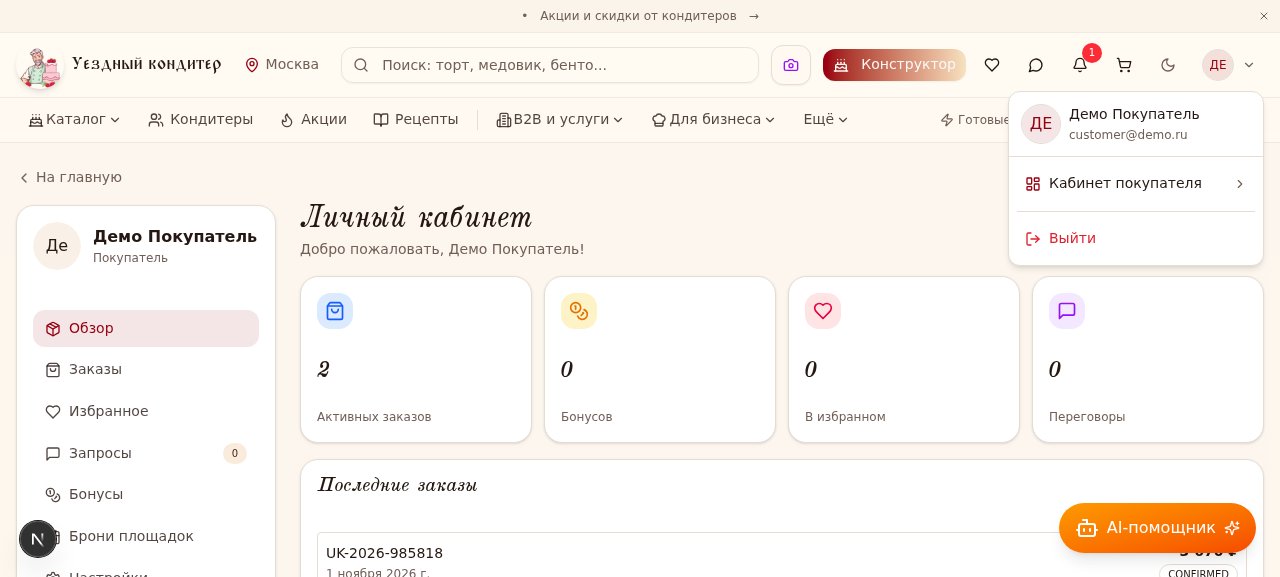 • Акции и скидки от кондитеров →
Уездный кондитер
Москва
Поиск: торт, медовик, бенто...
Конструктор
1
ДЕ
Каталог
Кондитеры
Акции
Рецепты
B2B и услуги
Для бизнеса
Ещё
Готовые
ДЕ
Демо Покупатель
customer@demo.ru
Кабинет покупателя
Выйти
На главную
Де
Демо Покупатель
Покупатель
Обзор
Заказы
Избранное
Запросы
0
Бонусы
Брони площадок
Настройки
Личный кабинет
Добро пожаловать, Демо Покупатель!
2
Активных заказов
0
Бонусов
0
В избранном
0
Переговоры
Последние заказы
UK-2026-985818
1 ноября 2026 г.
CONFIRMED
AI-помощник
N